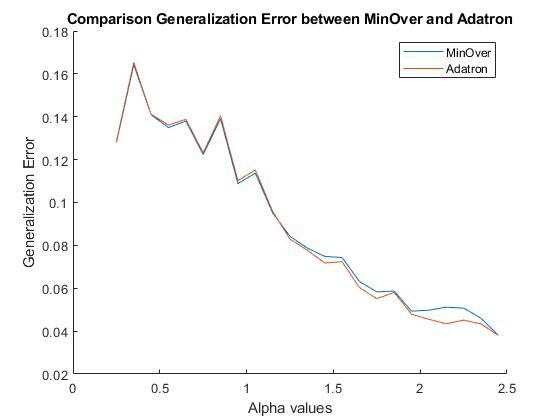 Comparison Generalization Error between MinOver and Adatron
0.18
0.16
0.14
0.12
0.1
0.08
0.06
0.04
0.02
Generalization Error
MinOver
Adatron
0 0.5 1 1.5 2 2.5
Alpha values